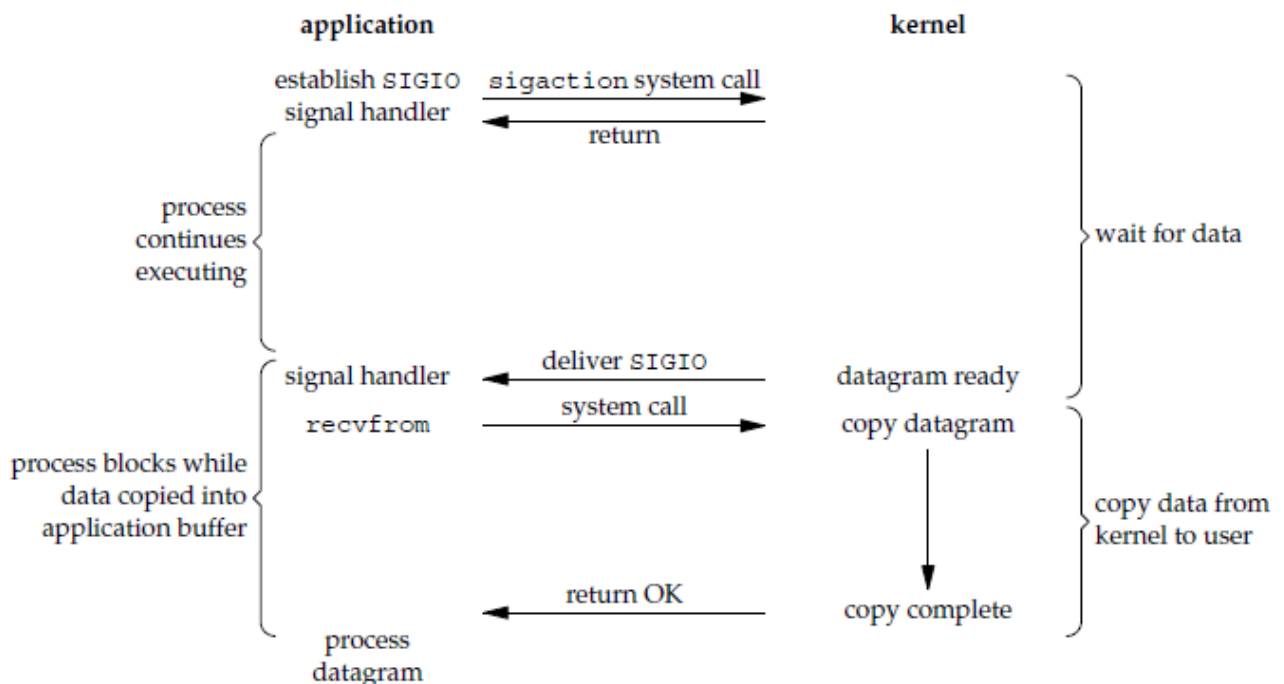 application
kernel
establish SIGIO
signal handler
sigaction system call
return
process
continues
executing
wait for data
signal handler
deliver SIGIO
datagram ready
recvfrom
system call
copy datagram
process blocks while
data copied into
application buffer
copy data from
kernel to user
return OK
copy complete
process
datagram